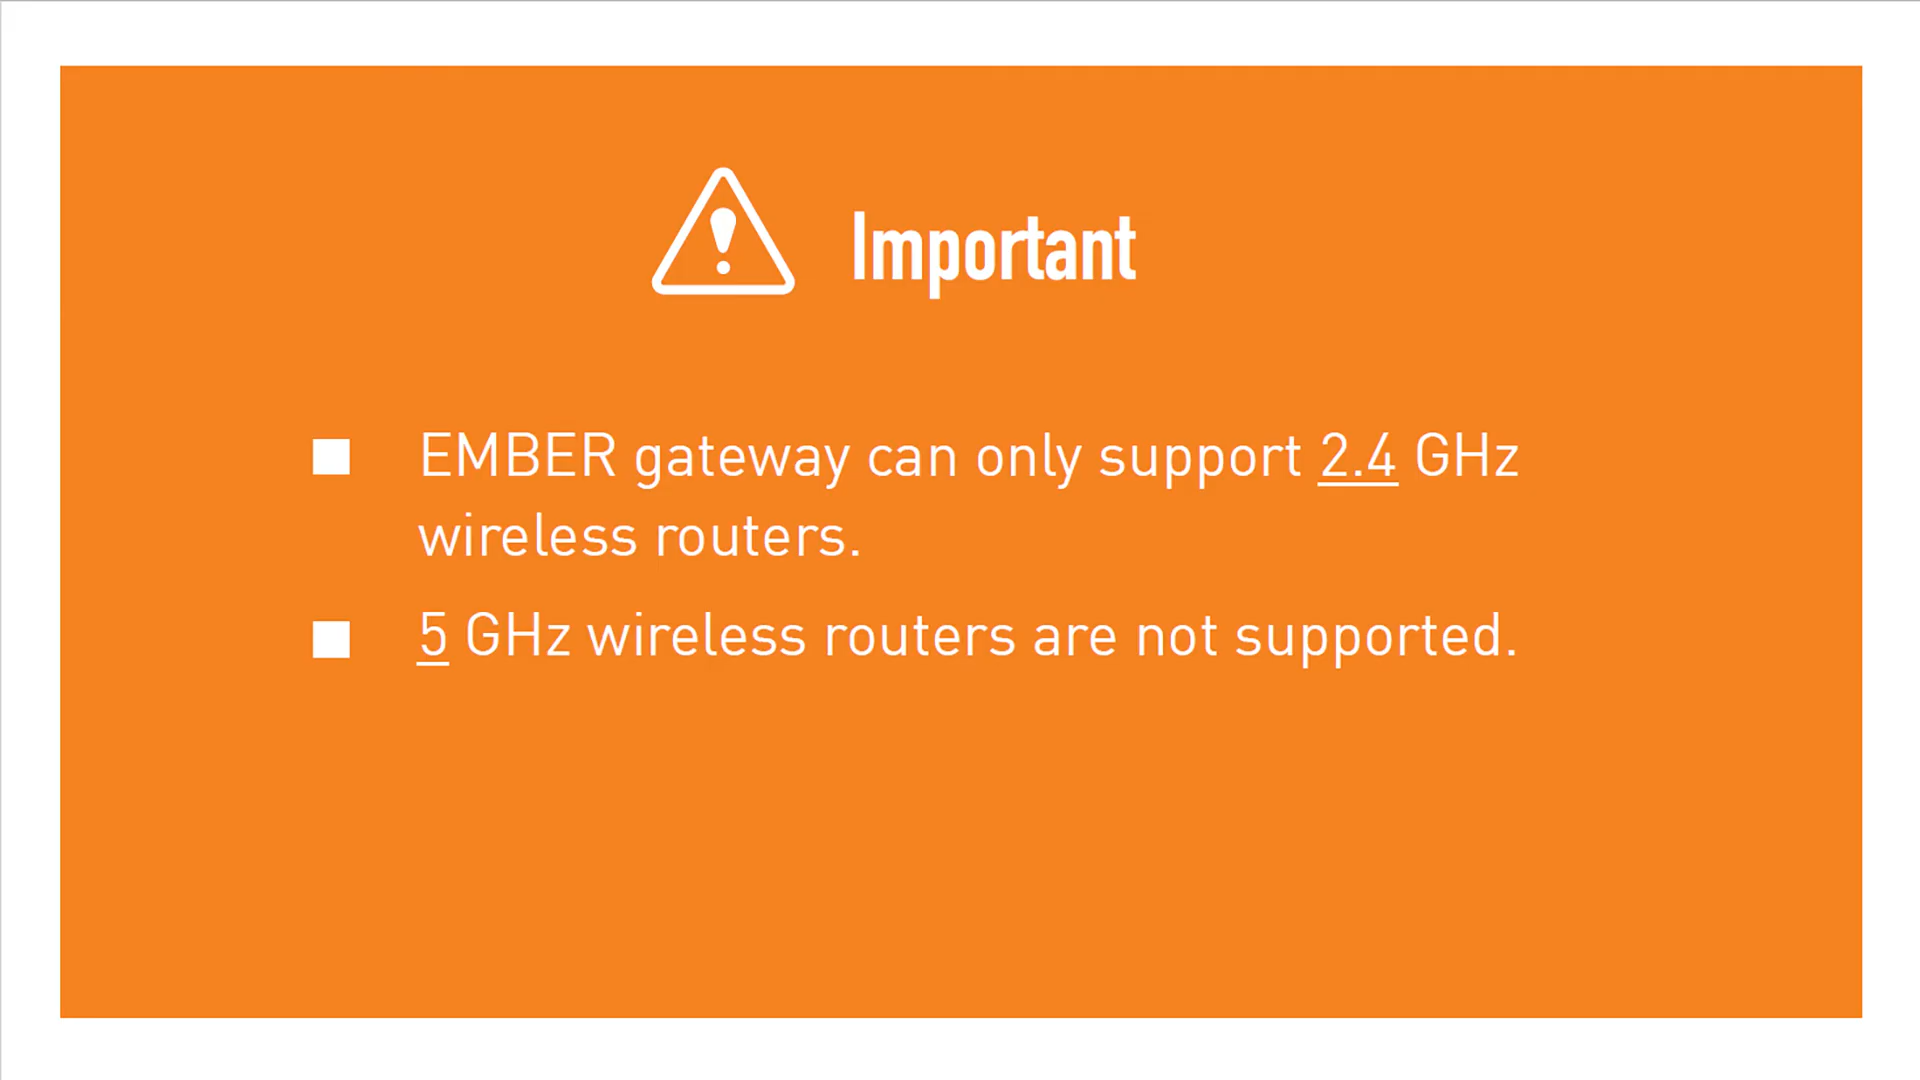 Important
EMBER gateway can only support 2.4 GHz
wireless routers.
5 GHz wireless routers are not supported.